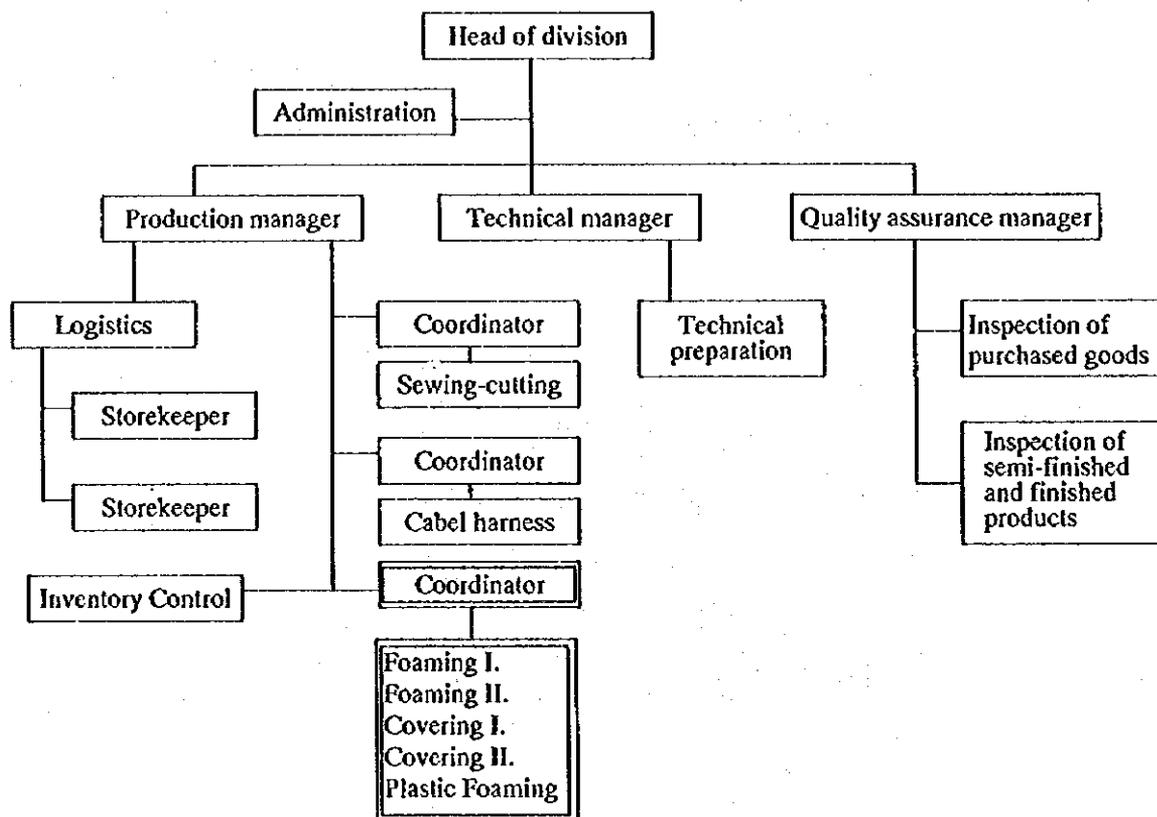 Head of division
Administration
Production manager
Technical manager
Quality assurance manager
Logistics
Coordinator
Technical
preparation
Inspection of
purchased goods
Sewing-cutting
Storekeeper
Coordinator
Inspection of
semi-finished
and finished
products
Storekeeper
Cabel harness
Inventory Control
Coordinator
Foaming I.
Foaming II.
Covering I.
Covering II.
Plastic Foaming